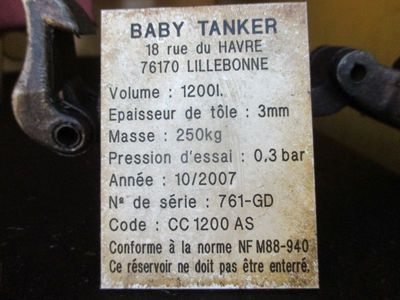 BABY TANKER
18 rue du HAVRE
76170 LILLEBONNE
Volume : 1200l.
Epaisseur de tôle : 3mm
Masse : 250kg
Pression d'essai : 0,3 bar
Année : 10/2007
Nº de série : 761-GD
Code : CC 1200 AS
Conforme à la norme NF M88-940
Ce réservoir ne doit pas être enterré.